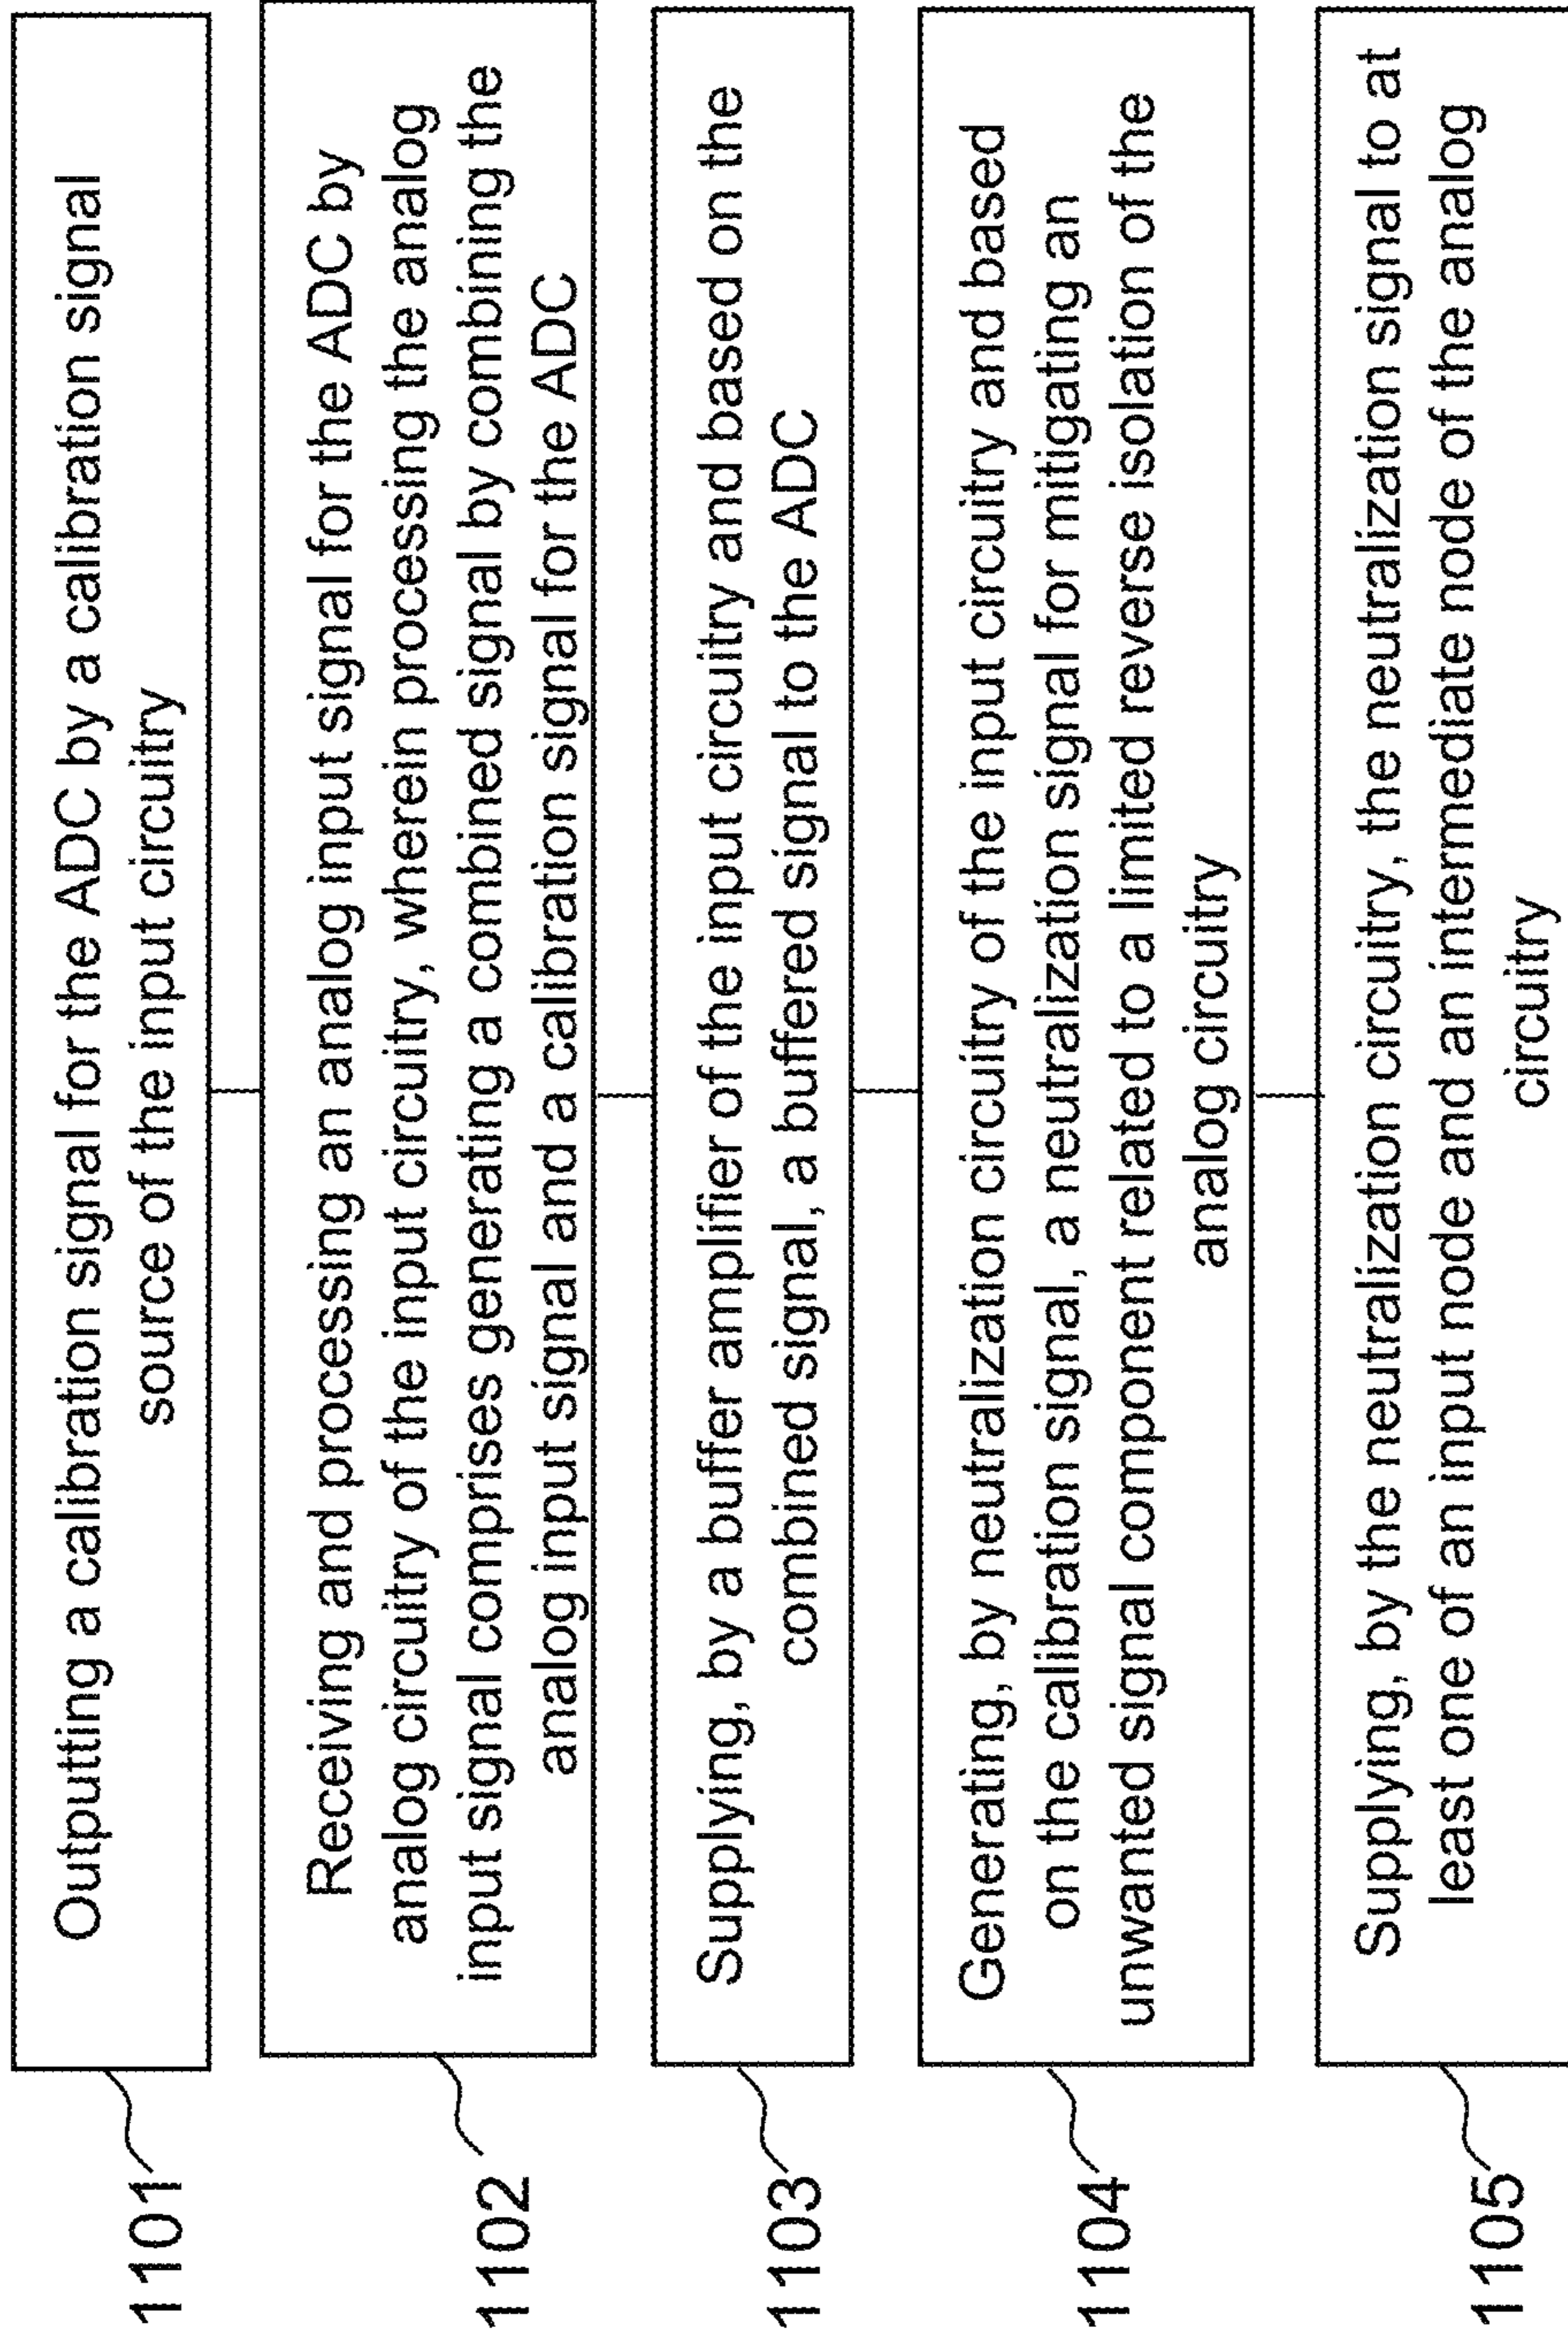 1101
Outputting a calibration signal for the ADC by a calibration signal
source of the input circuitry
1102
Receiving and processing an analog input signal for the ADC by
analog circuitry of the input circuitry, wherein processing the analog
input signal comprises generating a combined signal by combining the
analog input signal and a calibration signal for the ADC
1103
Supplying, by a buffer amplifier of the input circuitry and based on the
combined signal, a buffered signal to the ADC
1104
Generating, by neutralization circuitry of the input circuitry and based
on the calibration signal, a neutralization signal for mitigating an
unwanted signal component related to a limited reverse isolation of the
analog circuitry
1105
Supplying, by the neutralization circuitry, the neutralization signal to at
least one of an input node and an intermediate node of the analog
circuitry